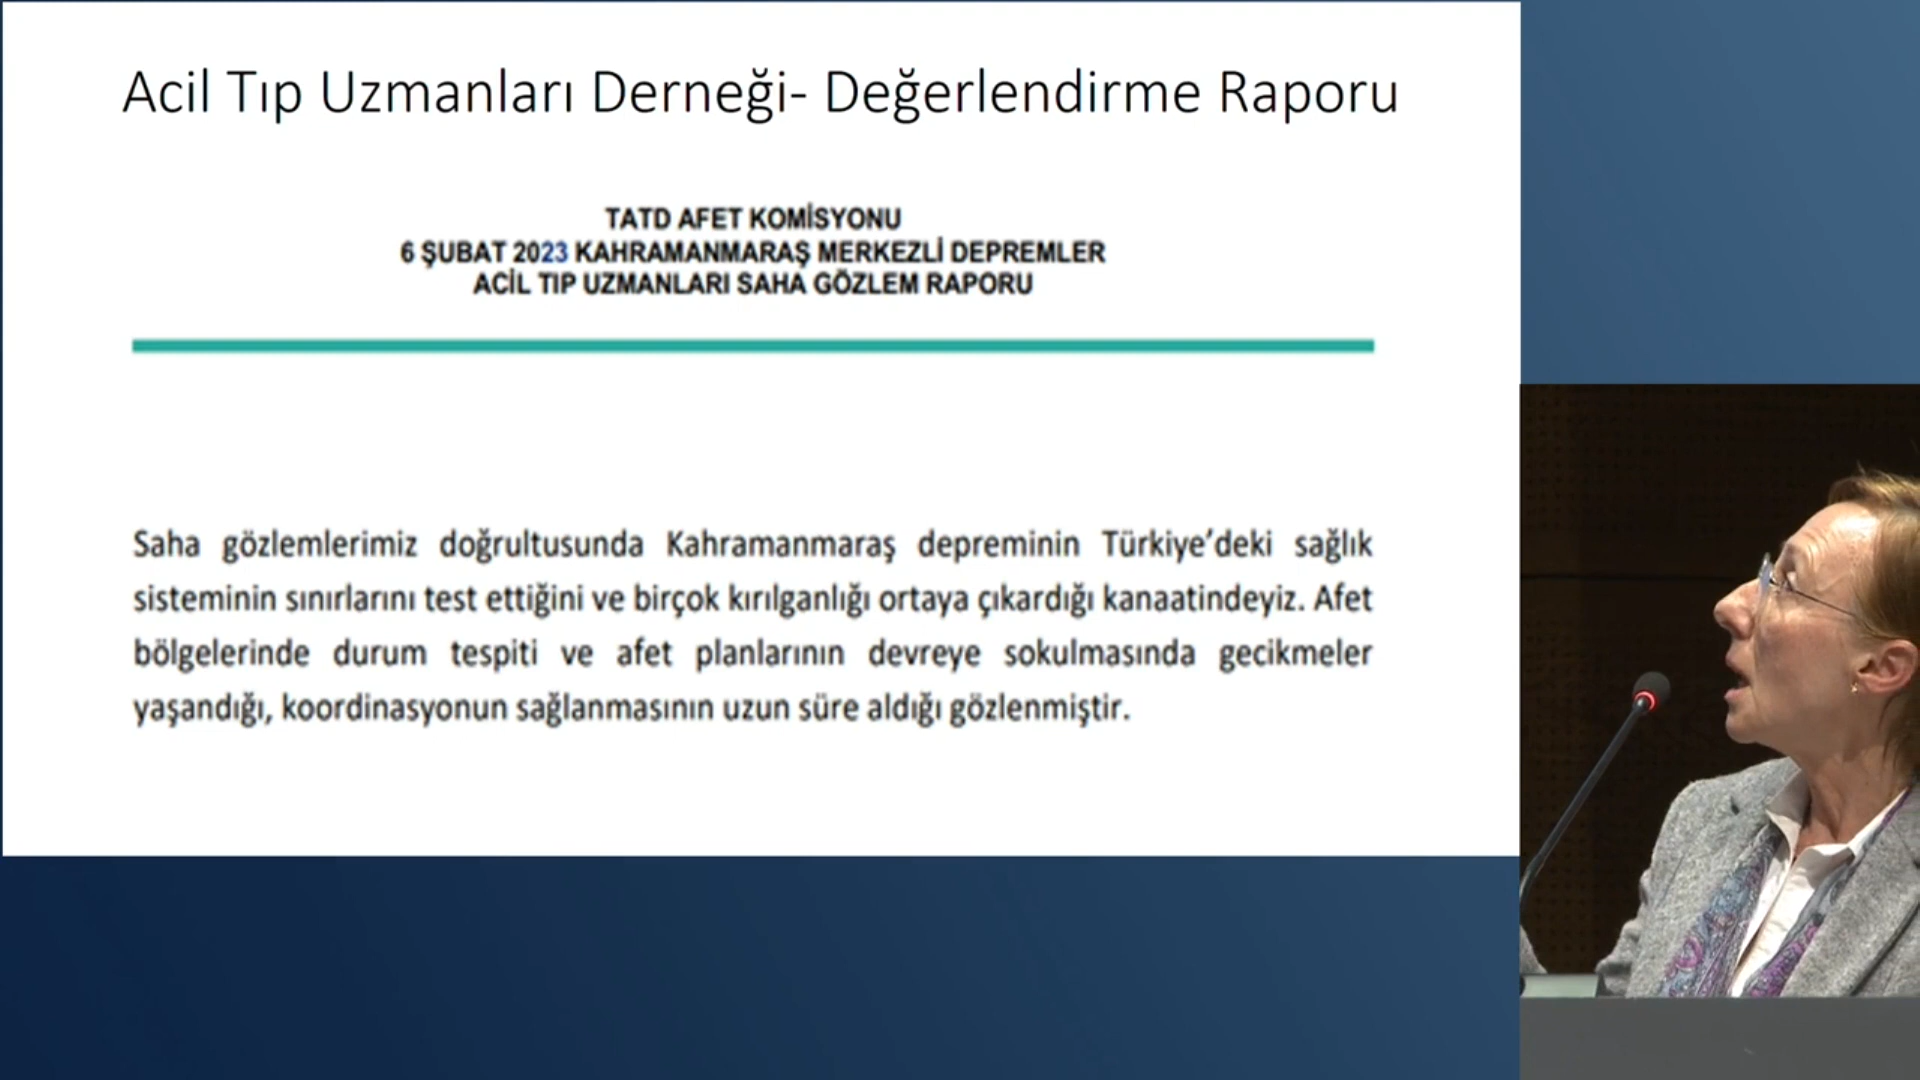 Acil Tıp Uzmanları Derneği- Değerlendirme Raporu
TATD AFET KOMİSYONU
6 ŞUBAT 2023 KAHRAMANMARAŞ MERKEZLİ DEPREMLER
ACİL TIP UZMANLARI SAHA GÖZLEM RAPORU
Saha gözlemlerimiz doğrultusunda Kahramanmaraş depreminin Türkiye’deki sağlık
sisteminin sınırlarını test ettiğini ve birçok kırılganlığı ortaya çıkardığı kanaatindeyiz. Afet
bölgelerinde durum tespiti ve afet planlarının devreye sokulmasında gecikmeler
yaşandığı, koordinasyonun sağlanmasının uzun süre aldığı gözlenmiştir.